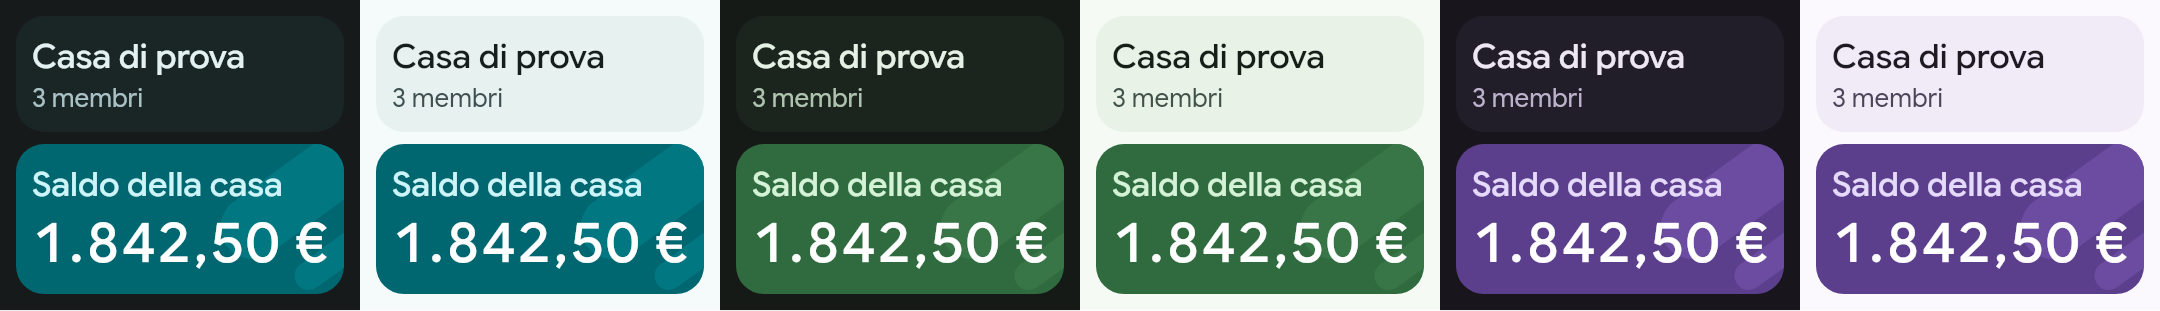 Casa di prova
3 membri
Saldo della casa
1.842,50 €
Casa di prova
3 membri
Saldo della casa
1.842,50 €
Casa di prova
3 membri
Saldo della casa
1.842,50 €
Casa di prova
3 membri
Saldo della casa
1.842,50 €
Casa di prova
3 membri
Saldo della casa
1.842,50 €
Casa di prova
3 membri
Saldo della casa
1.842,50 €